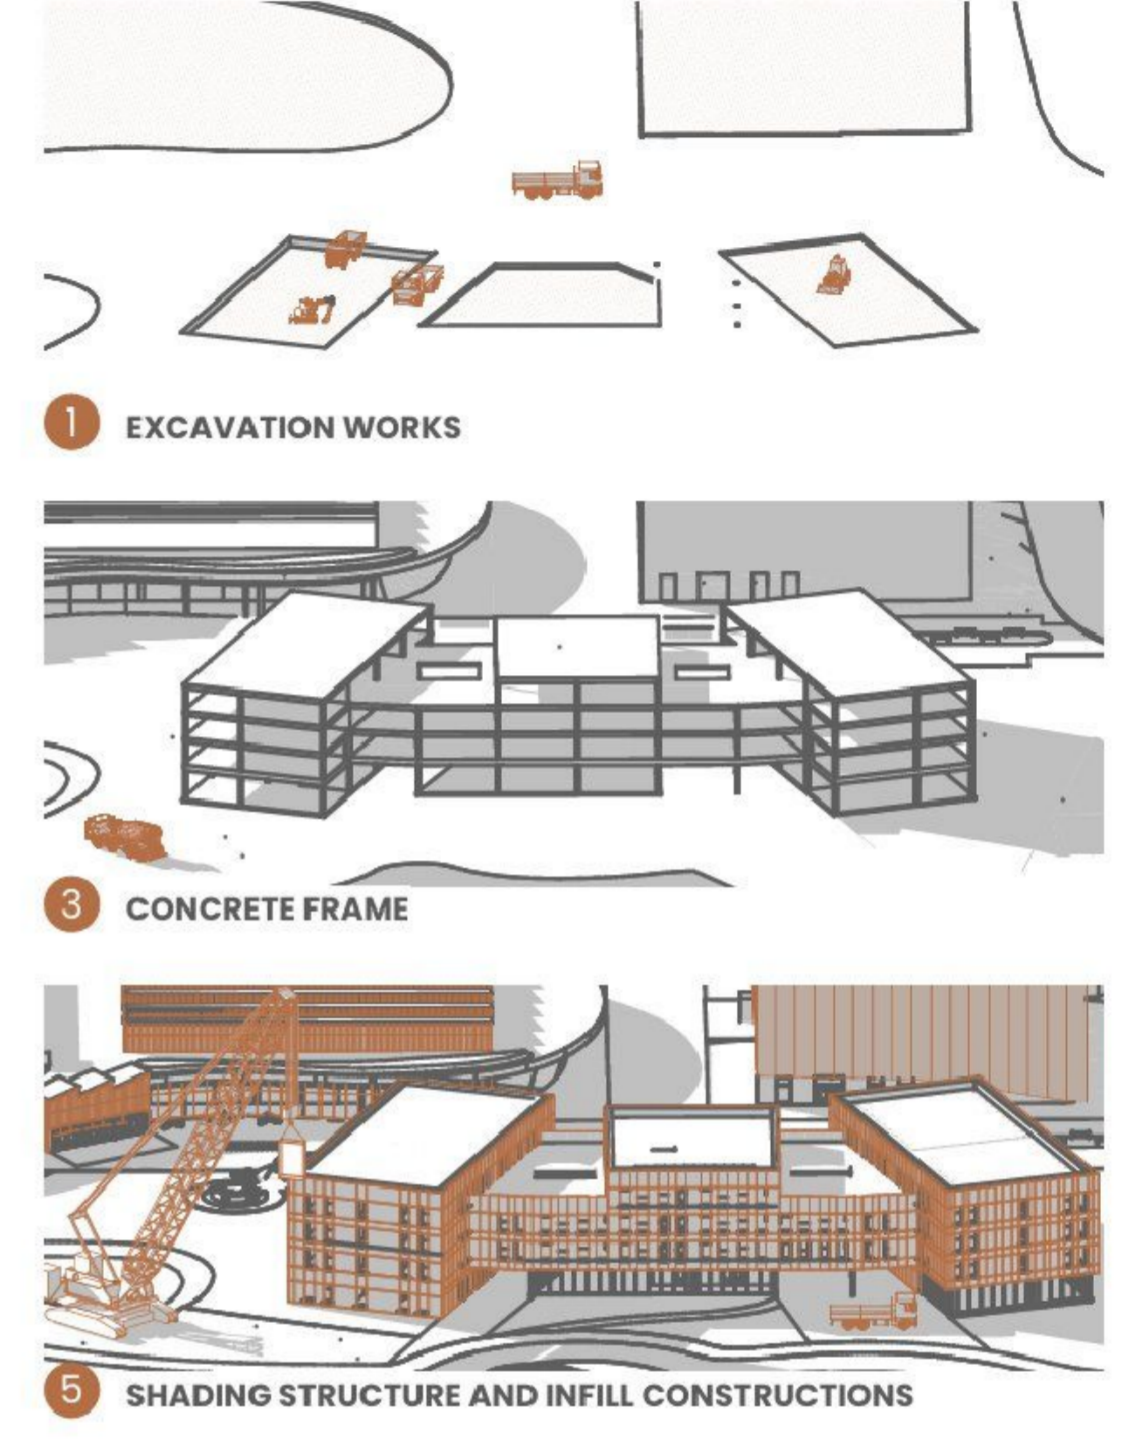 1 EXCAVATION WORKS
3 CONCRETE FRAME
5 SHADING STRUCTURE AND INFILL CONSTRUCTIONS